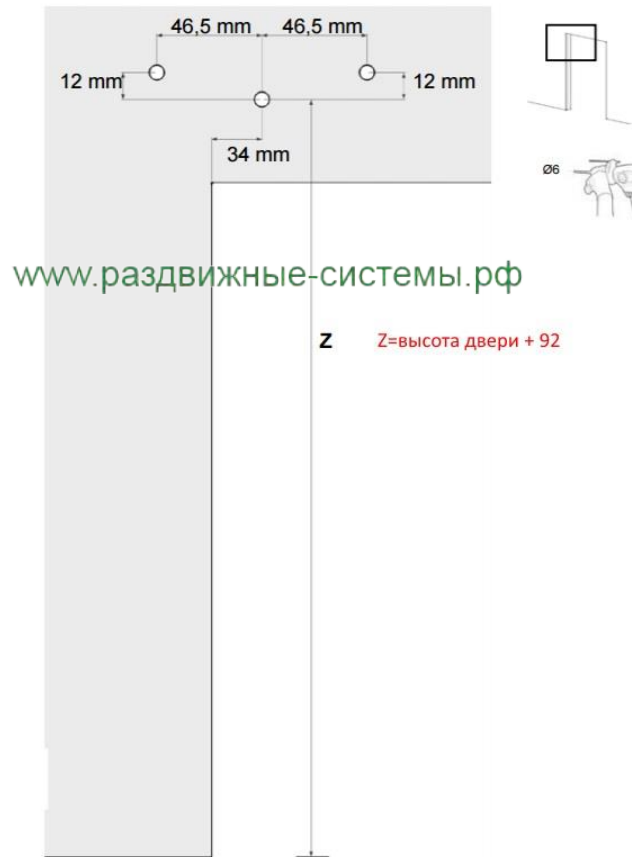 46,5 mm 46,5 mm
12 mm 12 mm
34 mm
Ø6
www.раздвижные-системы.рф
Z Z=высота двери + 92